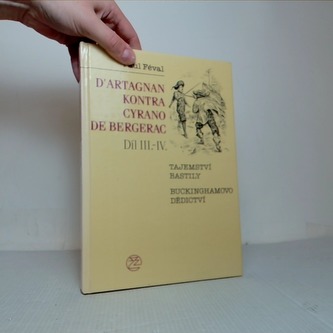 Féval
D'ARTAGNAN
KONTRA
CYRANO
DE BERGERAC
Díl III.-IV.
TAJEMSTVÍ
BASTILY
BUCKINGHAMOVO
DĚDICTVÍ